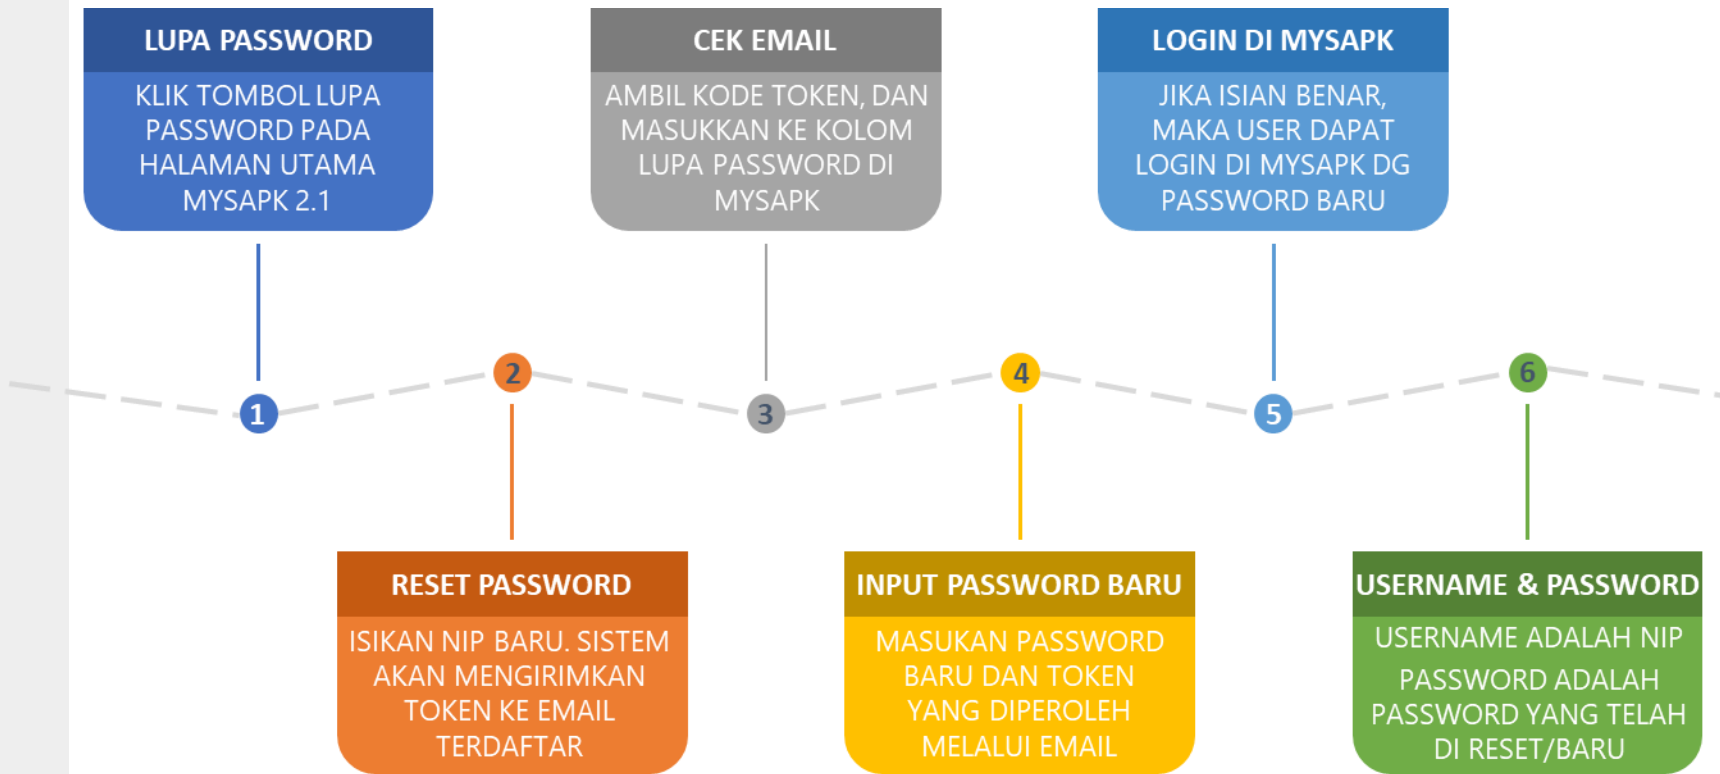 LUPA PASSWORD
KLIK TOMBOL LUPA
PASSWORD PADA
HALAMAN UTAMA
MYSAPK 2.1
1
RESET PASSWORD
ISIKAN NIP BARU. SISTEM
AKAN MENGIRIMKAN
TOKEN KE EMAIL
TERDAFTAR
2
CEK EMAIL
AMBIL KODE TOKEN, DAN
MASUKKAN KE KOLOM
LUPA PASSWORD DI
MYSAPK
3
INPUT PASSWORD BARU
MASUKAN PASSWORD
BARU DAN TOKEN
YANG DIPEROLEH
MELALUI EMAIL
4
LOGIN DI MYSAPK
JIKA ISIAN BENAR,
MAKA USER DAPAT
LOGIN DI MYSAPK DG
PASSWORD BARU
5
USERNAME & PASSWORD
USERNAME ADALAH NIP
PASSWORD ADALAH
PASSWORD YANG TELAH
DI RESET/BARU
6